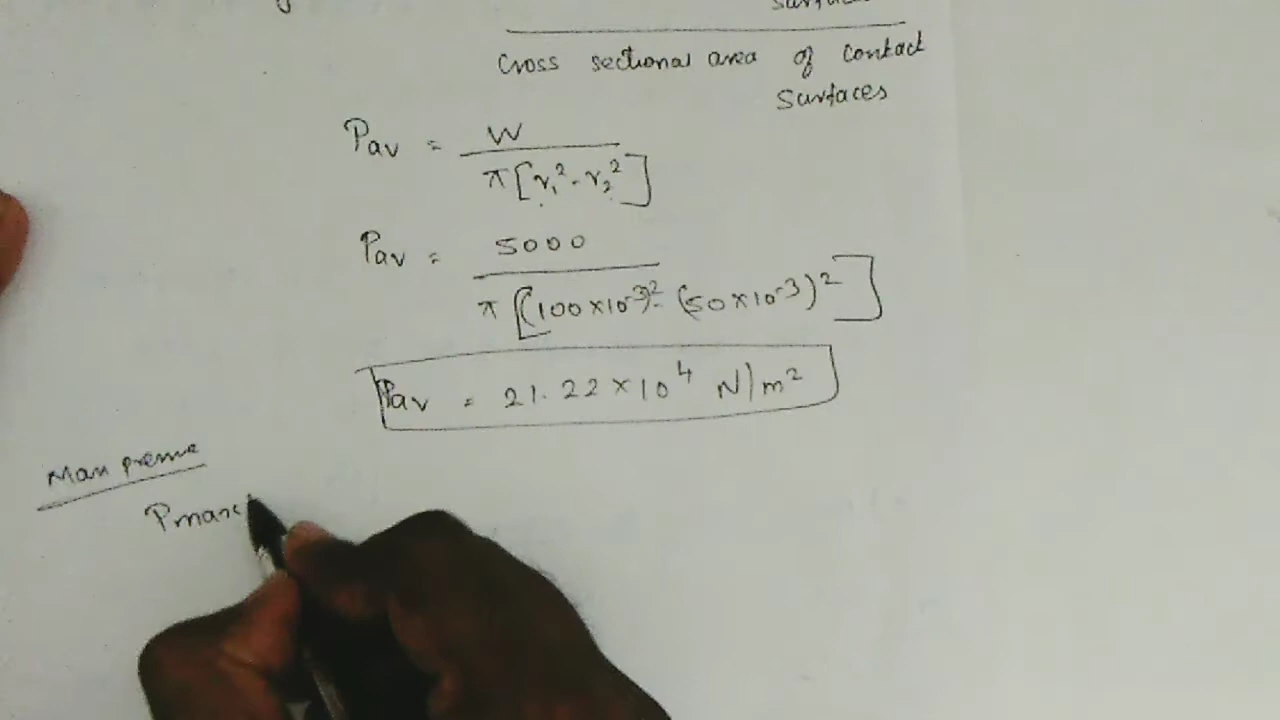 Cross sectional area of contact
Surfaces
Pav = W
π[r₁² - r₂²]
Pav = 5000
π[(100×10⁻³)² - (50×10⁻³)²]
Pav = 21.22×10⁴ N/m²
Max pressure
Pmax